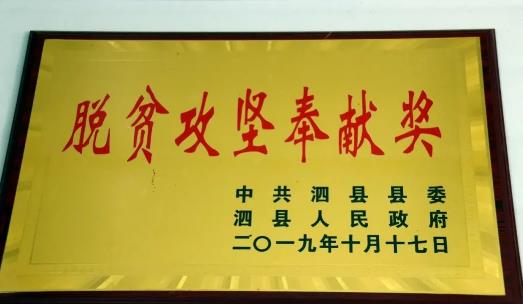 脱贫攻坚奉献奖
中共泗县县委
泗县人民政府
二〇一九年十月十七日